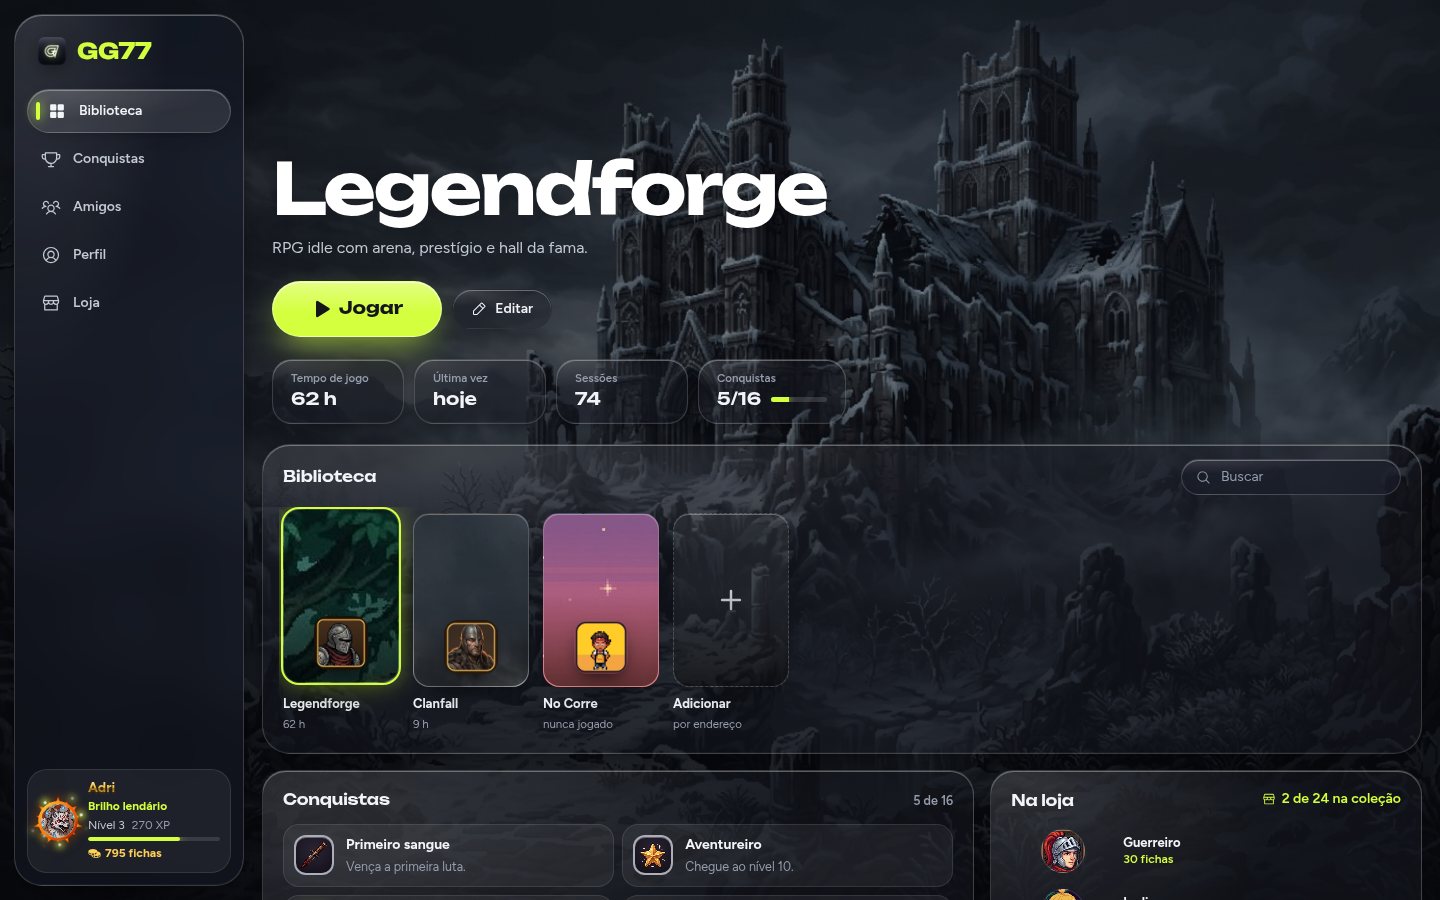 GG77
Biblioteca
Conquistas
Amigos
Perfil
Loja
Adri
Brilho lendário
Nível 3 270 XP
795 fichas
Legendforge
RPG idle com arena, prestígio e hall da fama.
Jogar
Editar
Tempo de jogo
62 h
Última vez
hoje
Sessões
74
Conquistas
5/16
Biblioteca
Buscar
Legendforge
62 h
Clanfall
9 h
No Corre
nunca jogado
Adicionar
por endereço
Conquistas
5 de 16
Primeiro sangue
Vença a primeira luta.
Aventureiro
Chegue ao nível 10.
Na loja
2 de 24 na coleção
Guerreiro
30 fichas